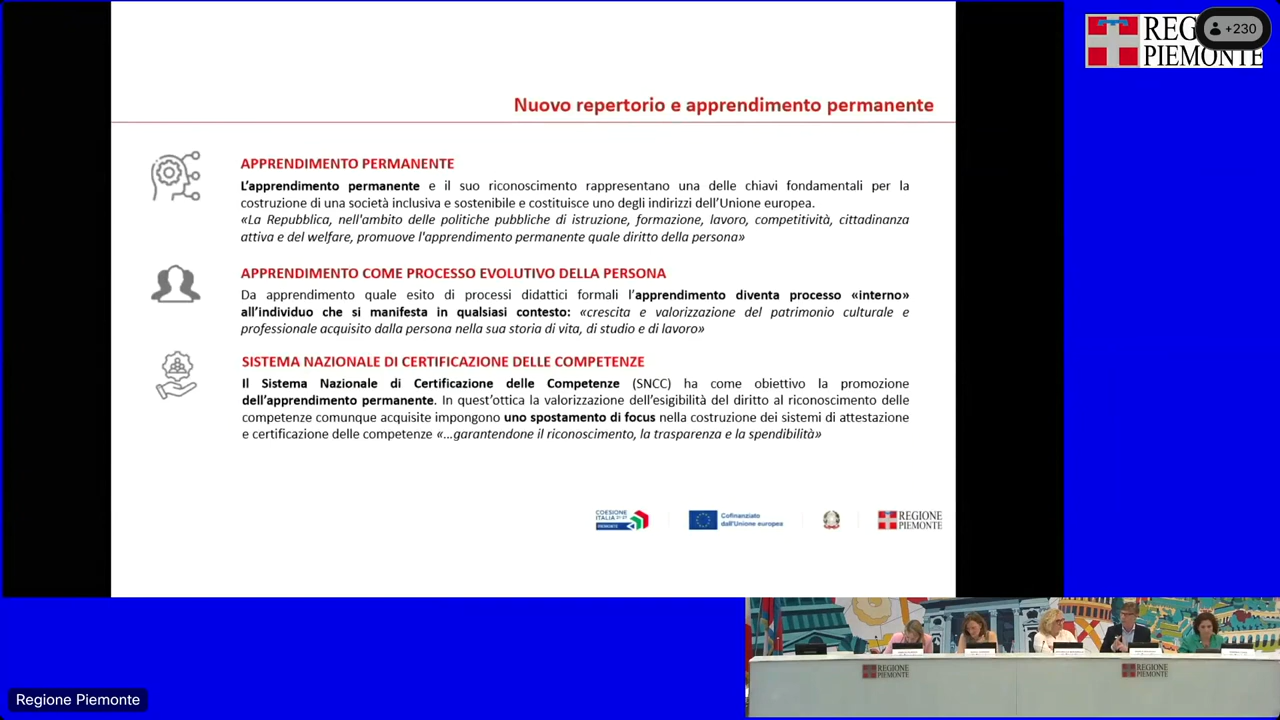 REG
PIEMONTE
+230
Nuovo repertorio e apprendimento permanente
APPRENDIMENTO PERMANENTE
L'apprendimento permanente e il suo riconoscimento rappresentano una delle chiavi fondamentali per la
costruzione di una società inclusiva e sostenibile e costituisce uno degli indirizzi dell'Unione europea.
«La Repubblica, nell'ambito delle politiche pubbliche di istruzione, formazione, lavoro, competitività, cittadinanza
attiva e del welfare, promuove l'apprendimento permanente quale diritto della persona»
APPRENDIMENTO COME PROCESSO EVOLUTIVO DELLA PERSONA
Da apprendimento quale esito di processi didattici formali l'apprendimento diventa processo «interno»
all'individuo che si manifesta in qualsiasi contesto: «crescita e valorizzazione del patrimonio culturale e
professionale acquisito dalla persona nella sua storia di vita, di studio e di lavoro»
SISTEMA NAZIONALE DI CERTIFICAZIONE DELLE COMPETENZE
Il Sistema Nazionale di Certificazione delle Competenze (SNCC) ha come obiettivo la promozione
dell'apprendimento permanente. In quest'ottica la valorizzazione dell'esigibilità del diritto al riconoscimento delle
competenze comunque acquisite impongono uno spostamento di focus nella costruzione dei sistemi di attestazione
e certificazione delle competenze «...garantendone il riconoscimento, la trasparenza e la spendibilità»
COESIONE
ITALIA 21-27
PIEMONTE
Cofinanziato
dall'Unione europea
REGIONE
PIEMONTE
REGIONE
PIEMONTE
REGIONE
PIEMONTE
Regione Piemonte